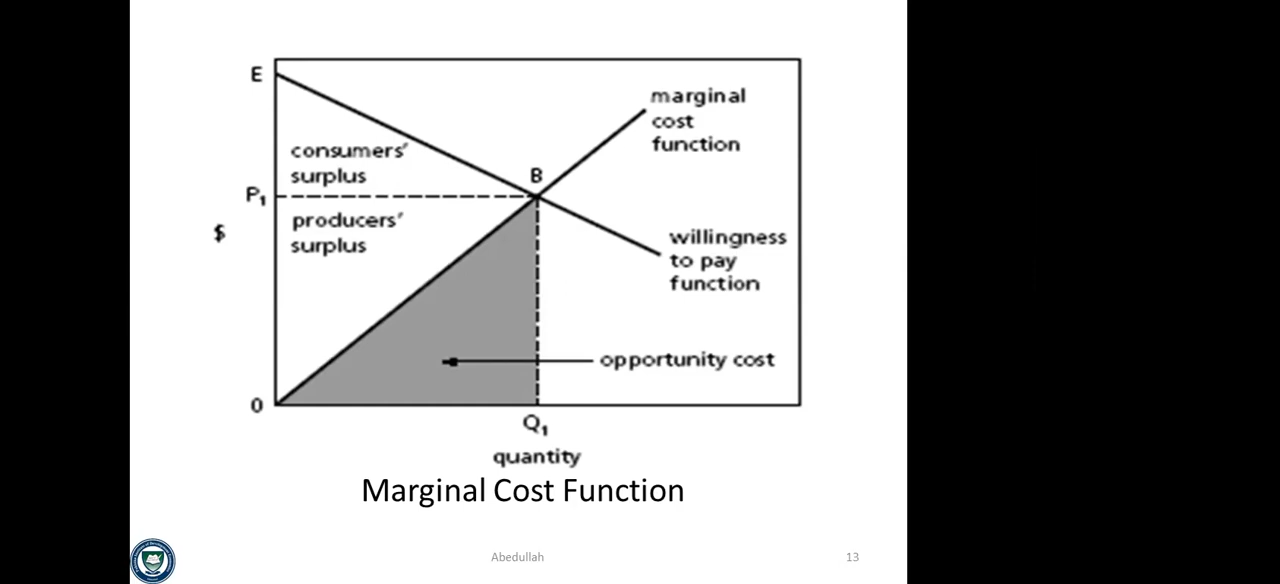 E
marginal
cost
function
consumers'
surplus
B
P₁
producers'
surplus
$
willingness
to pay
function
opportunity cost
0
Q₁
quantity
Marginal Cost Function
Abedullah
13